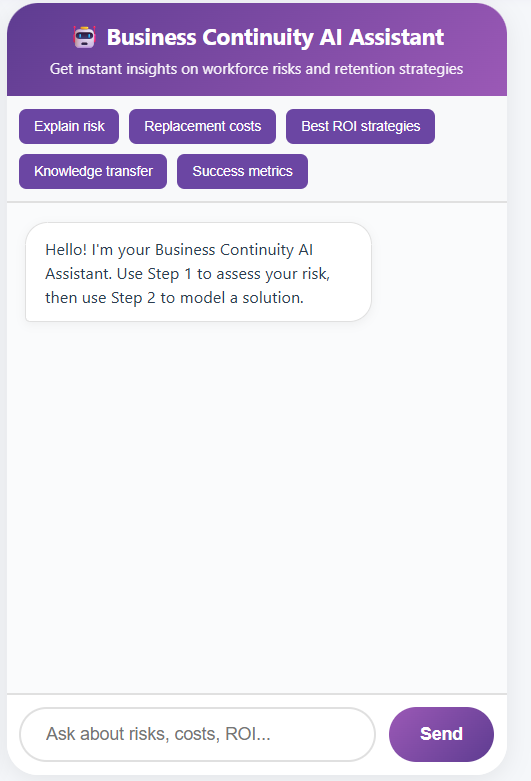 Business Continuity AI Assistant
Get instant insights on workforce risks and retention strategies
Explain risk
Replacement costs
Best ROI strategies
Knowledge transfer
Success metrics
Hello! I'm your Business Continuity AI
Assistant. Use Step 1 to assess your risk,
then use Step 2 to model a solution.
Ask about risks, costs, ROI...
Send